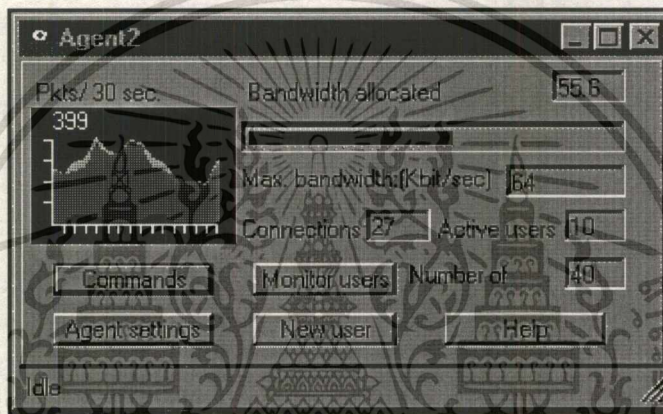 Agent2
Pkts/ 30 sec.
399
Bandwidth allocated 55.6
Max. bandwidth:(Kbit/sec) 64
Connections 27 Active users 10
Commands Monitor users Number of 40
Agent settings New user Help
Idle